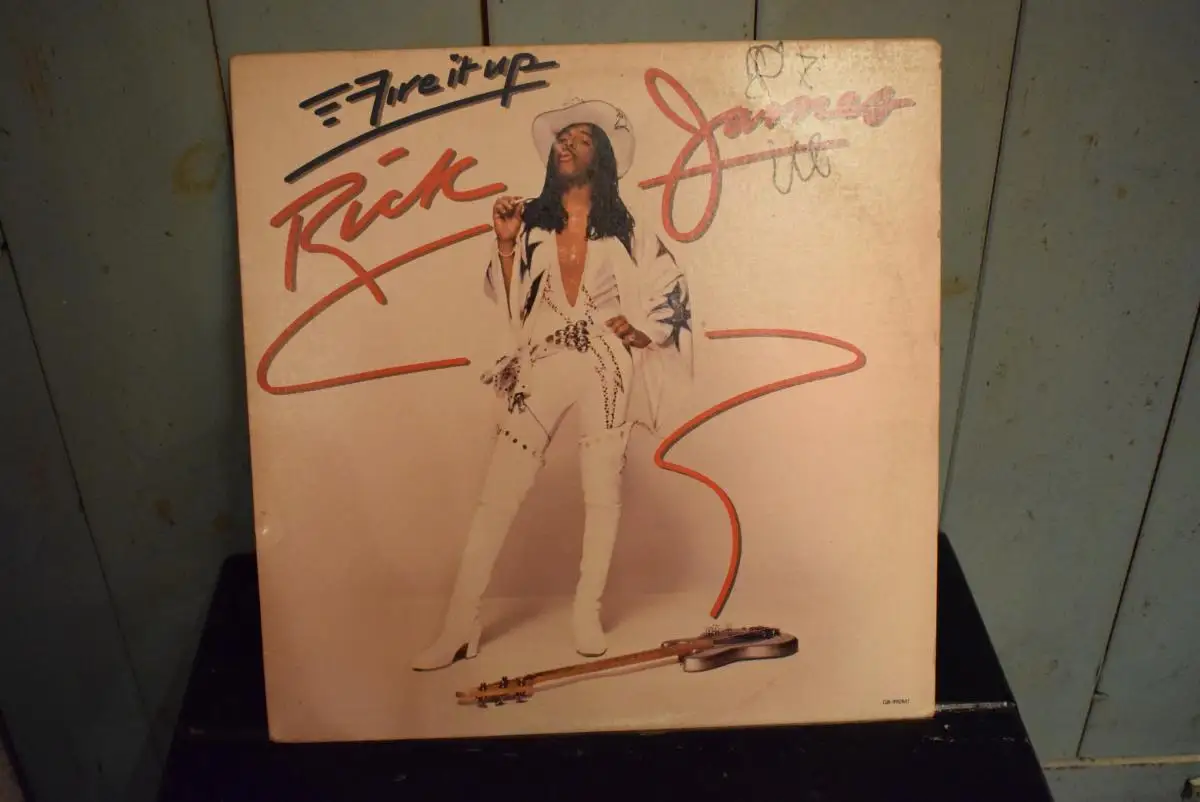 Fire it up
Rick James